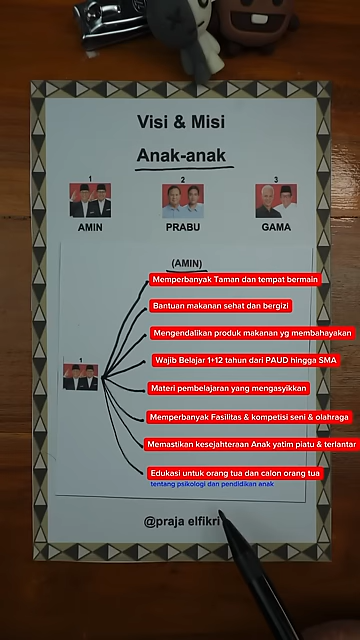 Visi & Misi
Anak-anak
1 2 3
AMIN PRABU GAMA
(AMIN)
Memperbanyak Taman dan tempat bermain
Bantuan makanan sehat dan bergizi
Mengendalikan produk makanan yg membahayakan
Wajib Belajar 1+12 tahun dari PAUD hingga SMA
1
Materi pembelajaran yang mengasyikkan
Memperbanyak Fasilitas & kompetisi seni & olahraga
Memastikan kesejahteraan Anak yatim piatu & terlantar
Edukasi untuk orang tua dan calon orang tua
tentang psikologi dan pendidikan anak
@praja elfikri